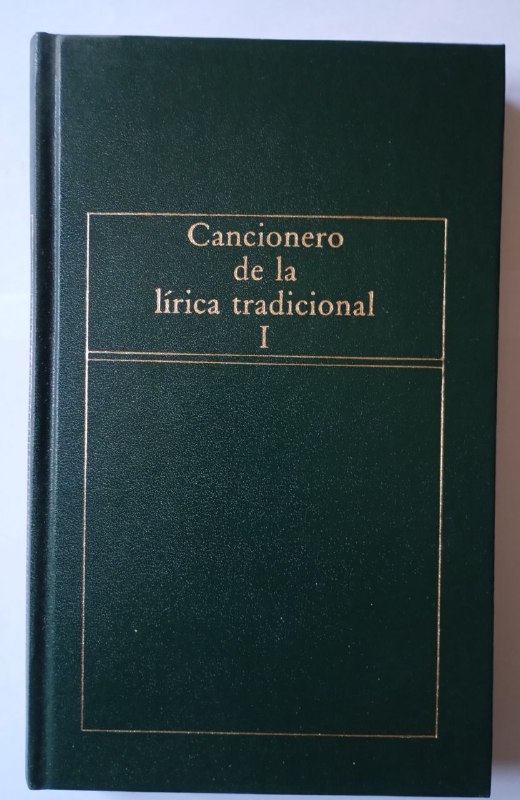 Cancionero
de la
lírica tradicional
I